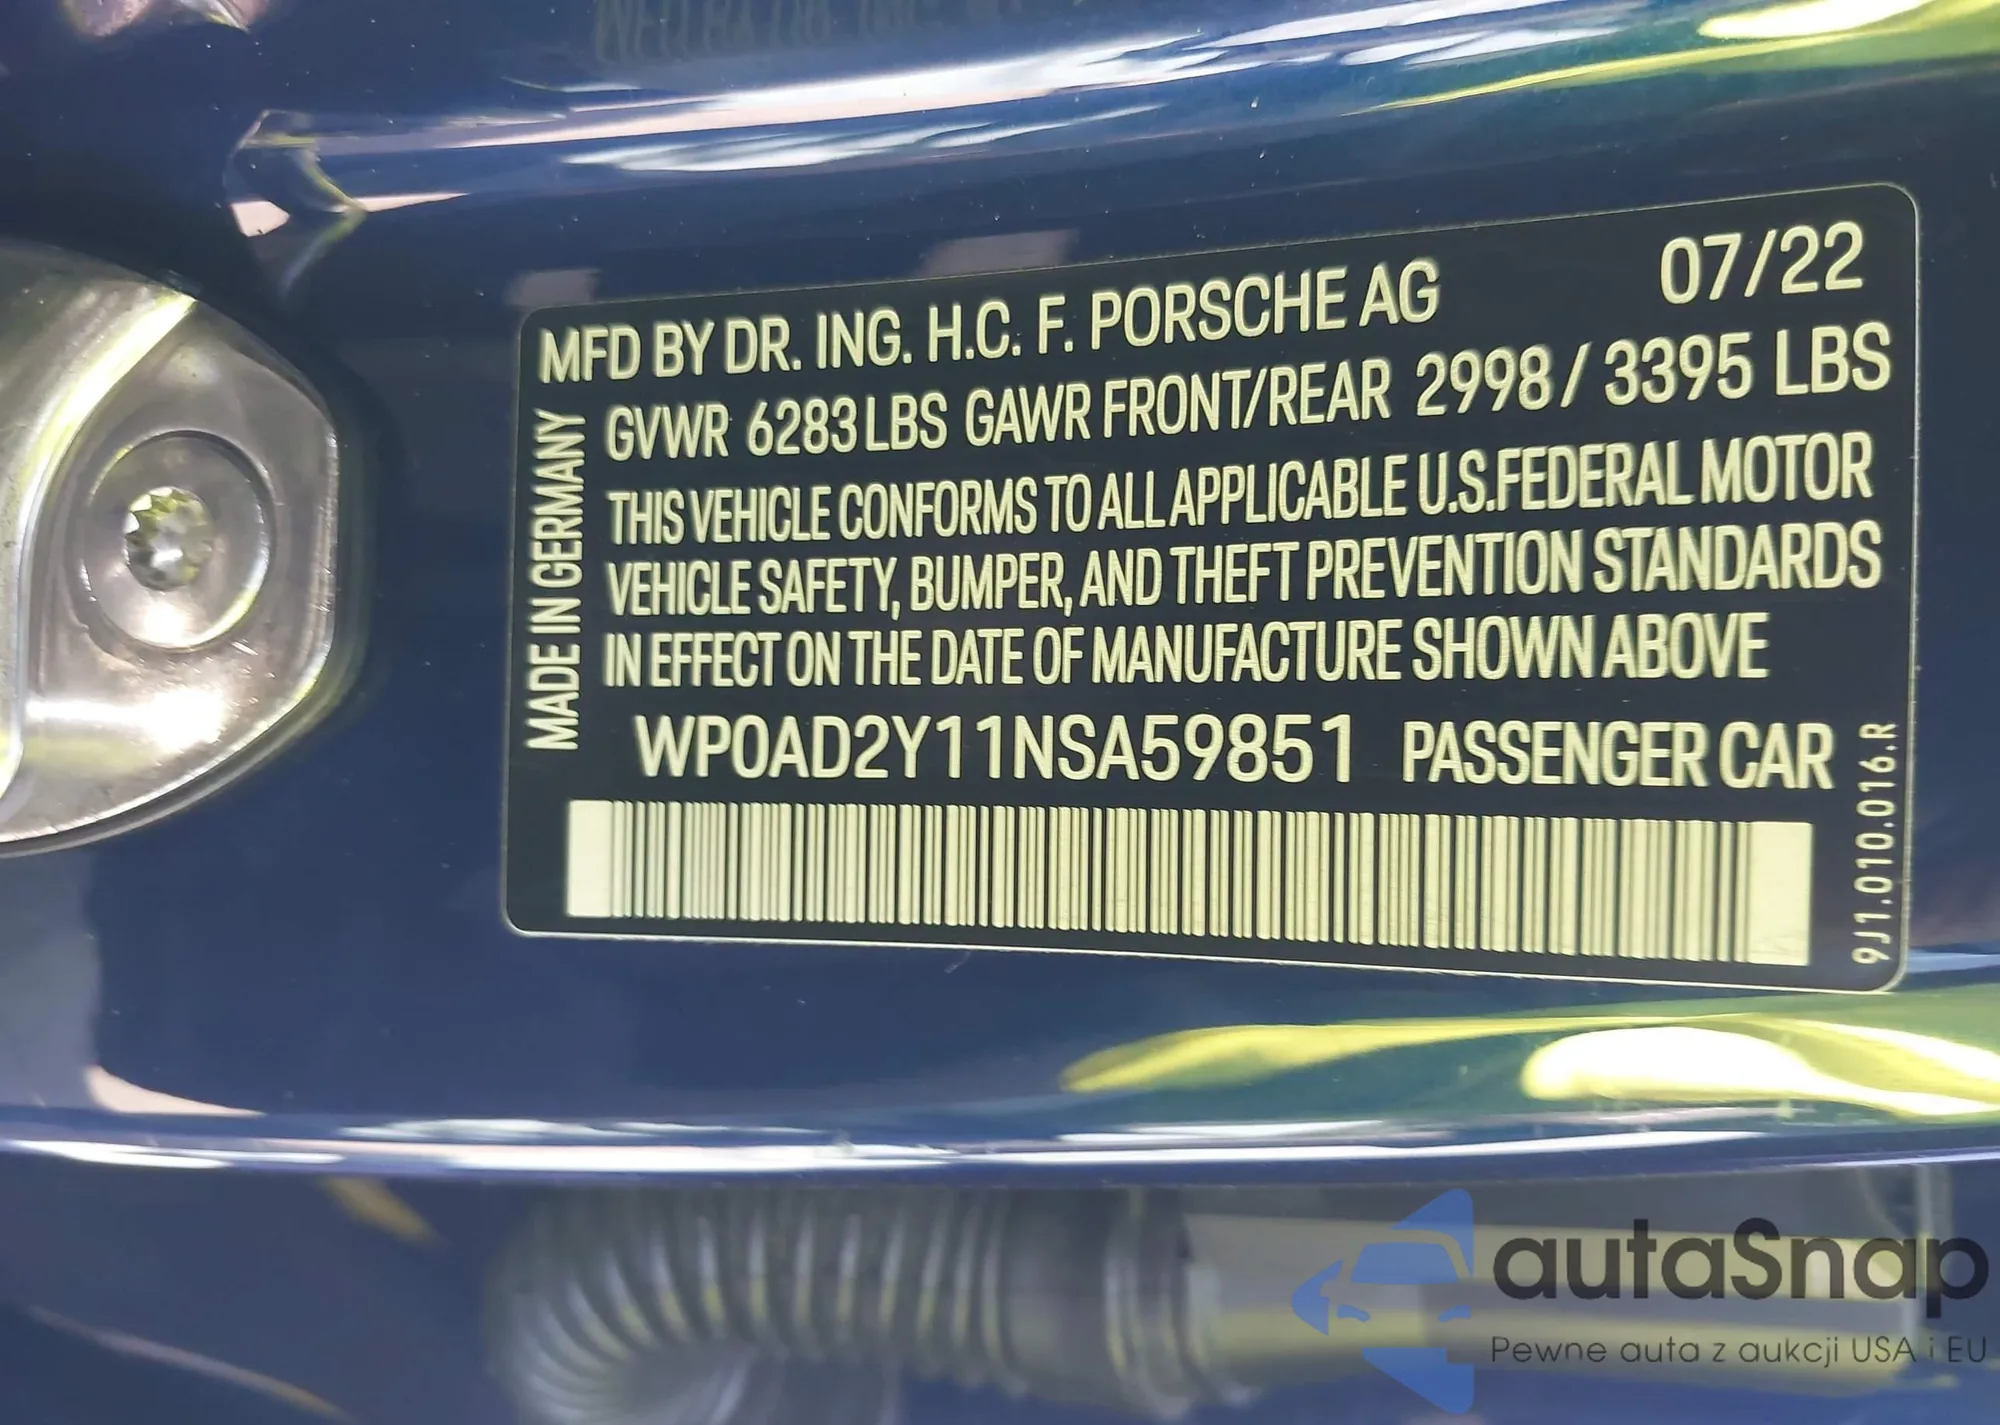 MFD BY DR. ING. H.C. F. PORSCHE AG 07/22
GVWR 6283 LBS GAWR FRONT/REAR 2998 / 3395 LBS
THIS VEHICLE CONFORMS TO ALL APPLICABLE U.S.FEDERAL MOTOR
VEHICLE SAFETY, BUMPER, AND THEFT PREVENTION STANDARDS
IN EFFECT ON THE DATE OF MANUFACTURE SHOWN ABOVE
MADE IN GERMANY
WP0AD2Y11NSA59851 PASSENGER CAR
9J1.010.016.R
autaSnap
Pewne auta z aukcji USA i EU